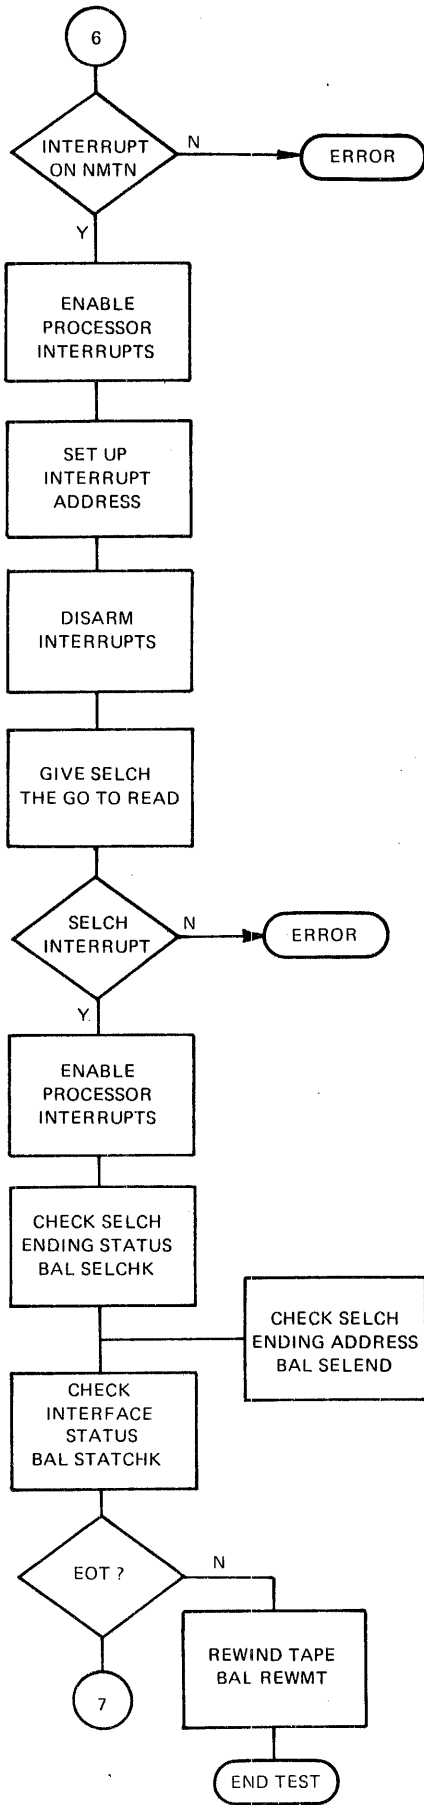 6
INTERRUPT
ON NMTN
N
ERROR
Y
ENABLE
PROCESSOR
INTERRUPTS
SET UP
INTERRUPT
ADDRESS
DISARM
INTERRUPTS
GIVE SELCH
THE GO TO READ
SELCH
INTERRUPT
N
ERROR
Y
ENABLE
PROCESSOR
INTERRUPTS
CHECK SELCH
ENDING STATUS
BAL SELCHK
CHECK SELCH
ENDING ADDRESS
BAL SELEND
CHECK
INTERFACE
STATUS
BAL STATCHK
EOT ?
N
REWIND TAPE
BAL REWMT
7
END TEST